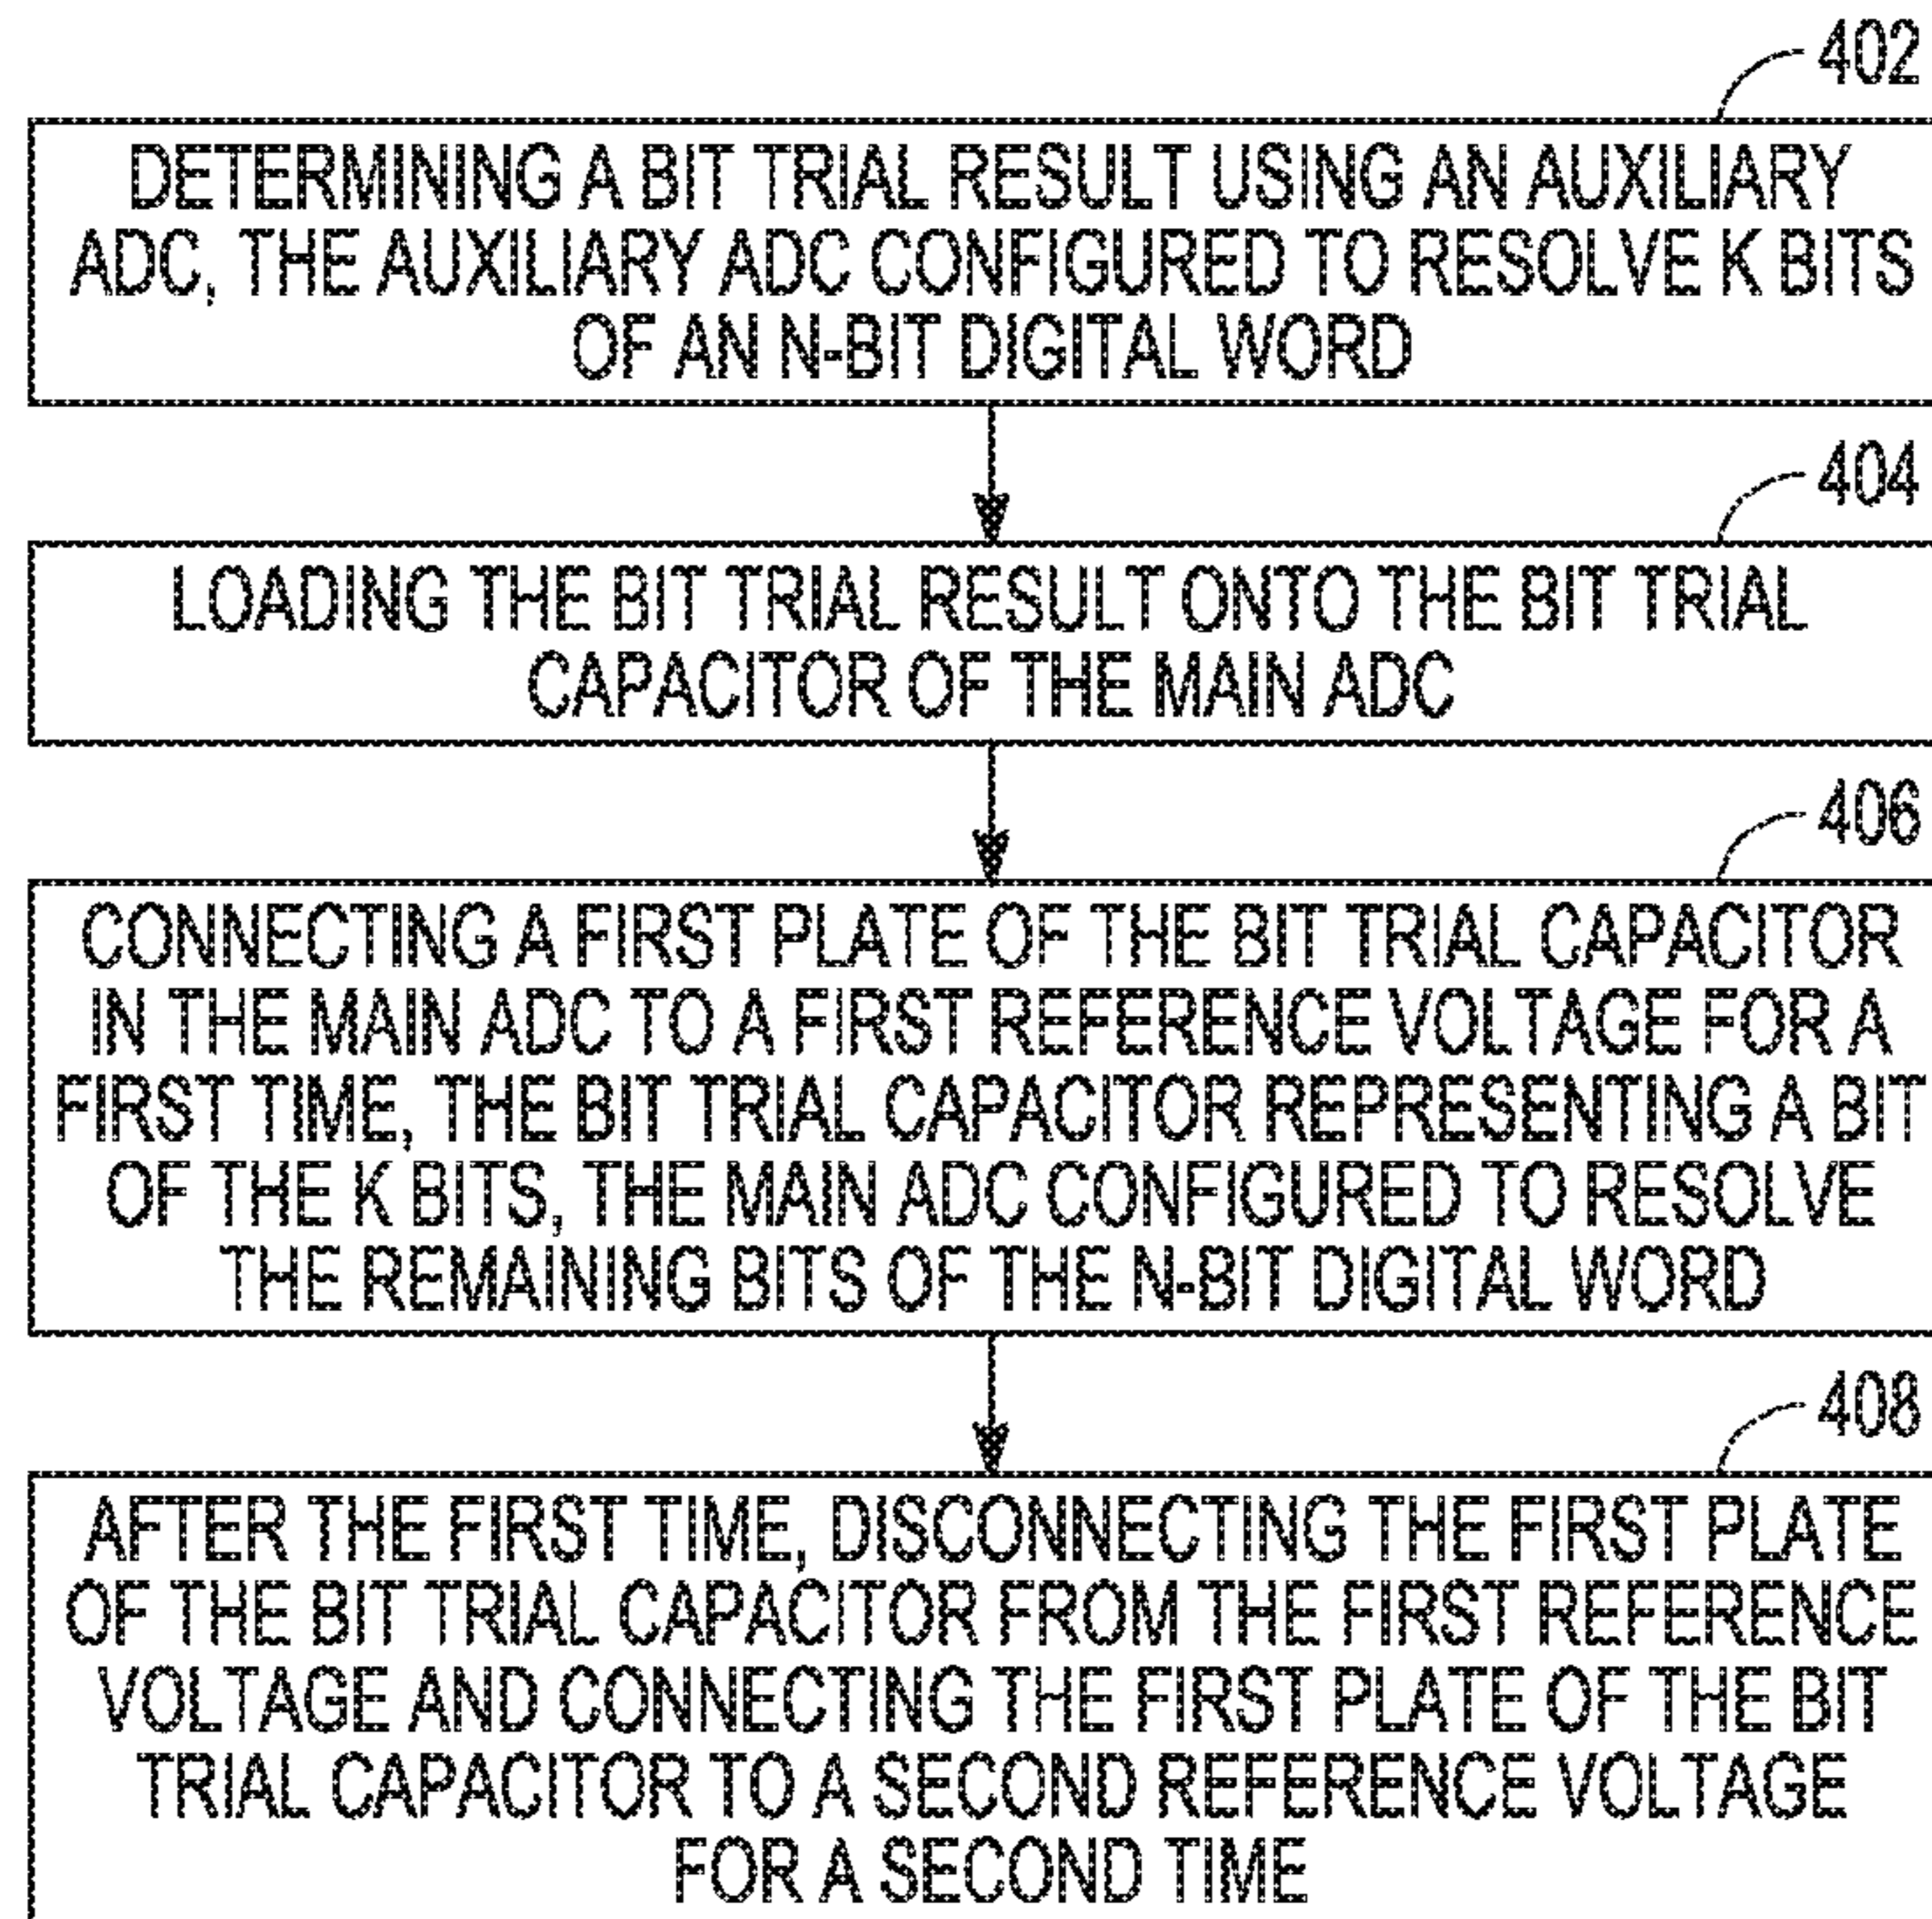 402
DETERMINING A BIT TRIAL RESULT USING AN AUXILIARY
ADC, THE AUXILIARY ADC CONFIGURED TO RESOLVE K BITS
OF AN N-BIT DIGITAL WORD
404
LOADING THE BIT TRIAL RESULT ONTO THE BIT TRIAL
CAPACITOR OF THE MAIN ADC
406
CONNECTING A FIRST PLATE OF THE BIT TRIAL CAPACITOR
IN THE MAIN ADC TO A FIRST REFERENCE VOLTAGE FOR A
FIRST TIME, THE BIT TRIAL CAPACITOR REPRESENTING A BIT
OF THE K BITS, THE MAIN ADC CONFIGURED TO RESOLVE
THE REMAINING BITS OF THE N-BIT DIGITAL WORD
408
AFTER THE FIRST TIME, DISCONNECTING THE FIRST PLATE
OF THE BIT TRIAL CAPACITOR FROM THE FIRST REFERENCE
VOLTAGE AND CONNECTING THE FIRST PLATE OF THE BIT
TRIAL CAPACITOR TO A SECOND REFERENCE VOLTAGE
FOR A SECOND TIME